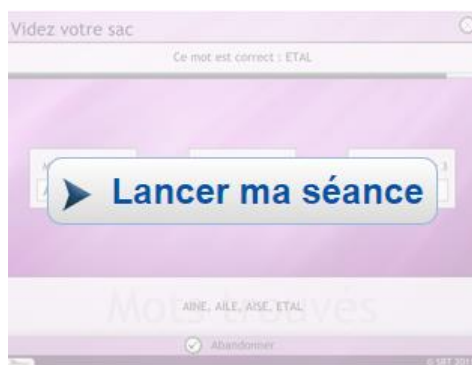 Videz votre sac
Ce mot est correct : ETAL
Lancer ma séance
Mots trouvés
AINE, AILE, AISE, ETAL
Abandonner